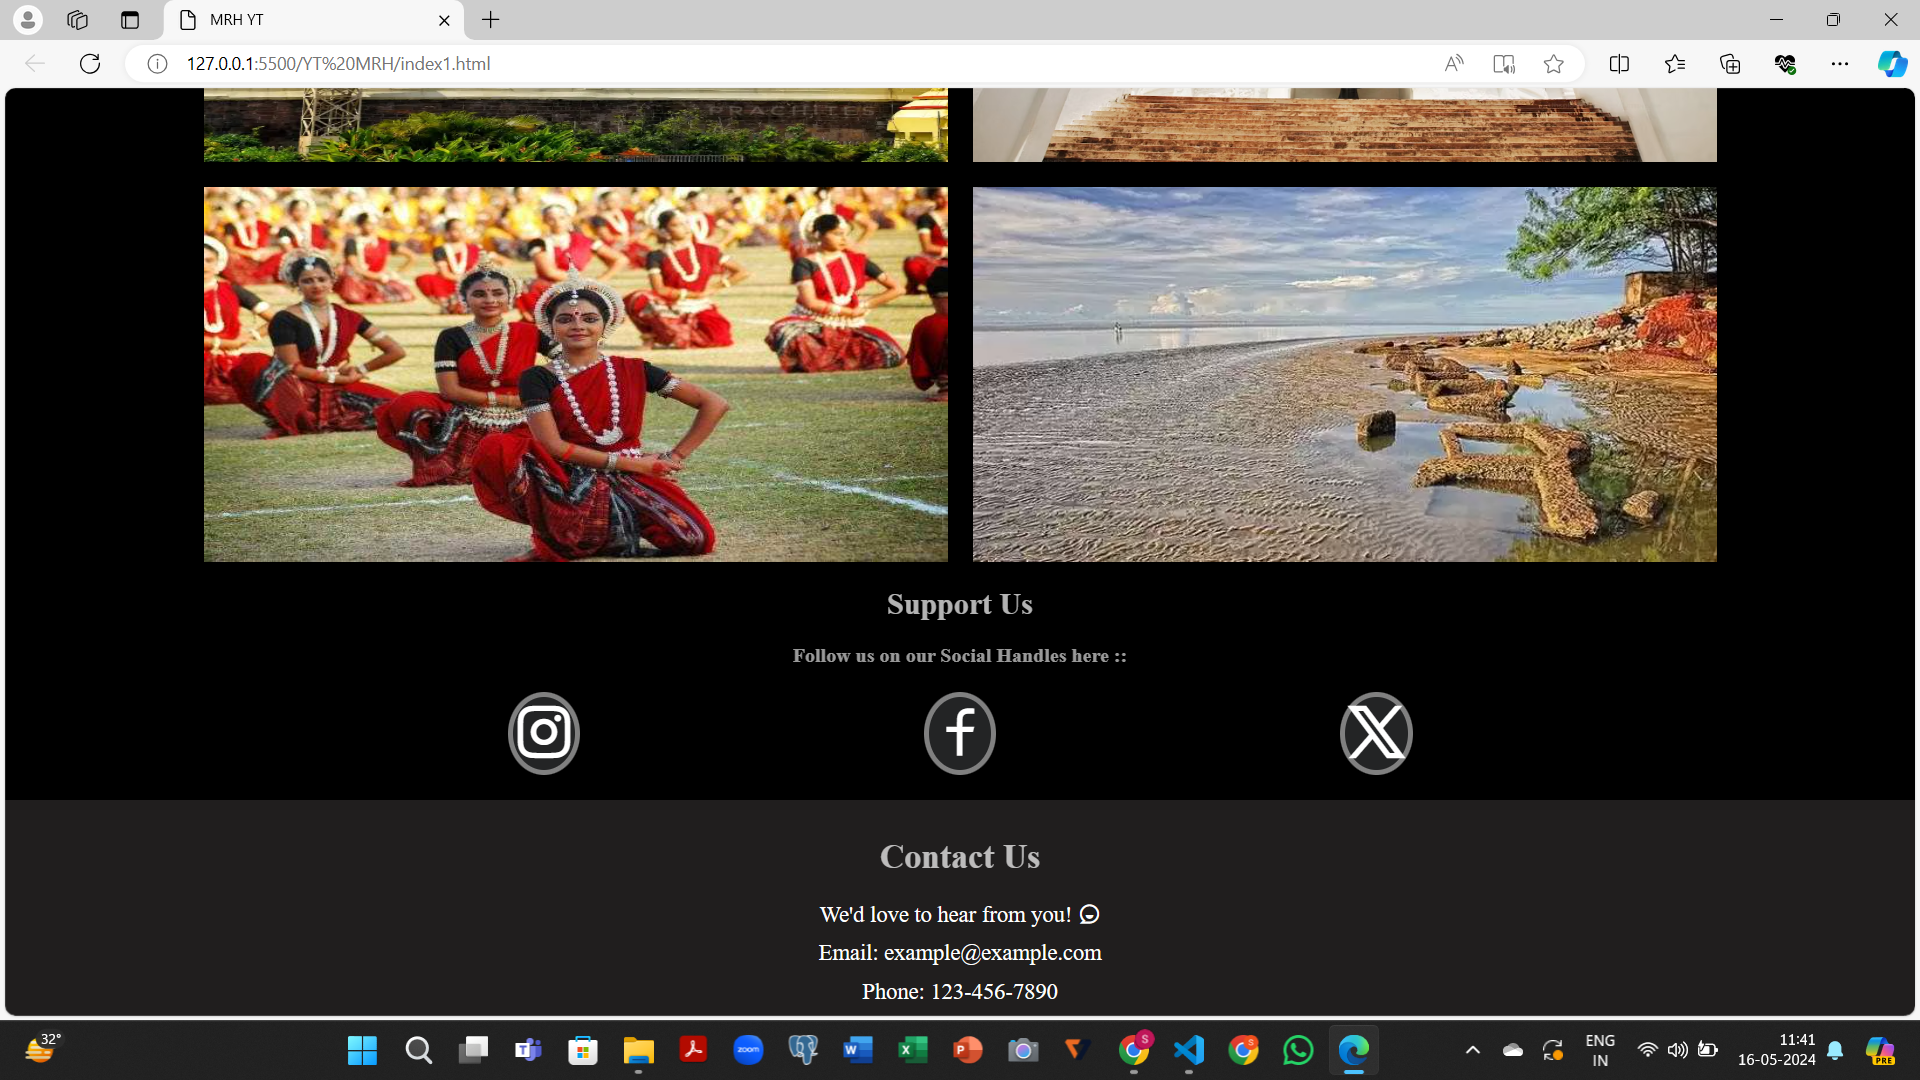 MRH YT
127.0.0.1:5500/YT%20MRH/index1.html
Support Us
Follow us on our Social Handles here ::
Contact Us
We'd love to hear from you!
Email: example@example.com
Phone: 123-456-7890
32°
zoom
ENG
IN
11:41
16-05-2024
PRE